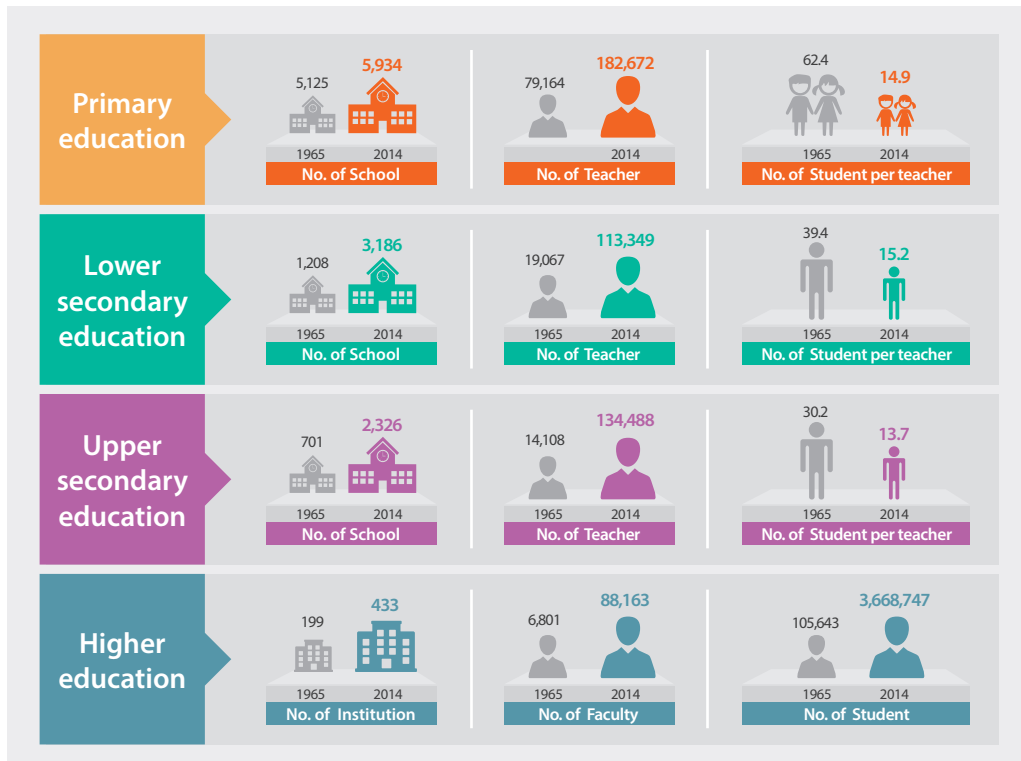 Primary
education
5,125
5,934
1965 2014
No. of School
79,164
182,672
2014
No. of Teacher
62.4
14.9
1965 2014
No. of Student per teacher
Lower
secondary
education
1,208
3,186
1965 2014
No. of School
19,067
113,349
1965 2014
No. of Teacher
39.4
15.2
1965 2014
No. of Student per teacher
Upper
secondary
education
701
2,326
1965 2014
No. of School
14,108
134,488
1965 2014
No. of Teacher
30.2
13.7
1965 2014
No. of Student per teacher
Higher
education
199
433
1965 2014
No. of Institution
6,801
88,163
1965 2014
No. of Faculty
105,643
3,668,747
1965 2014
No. of Student